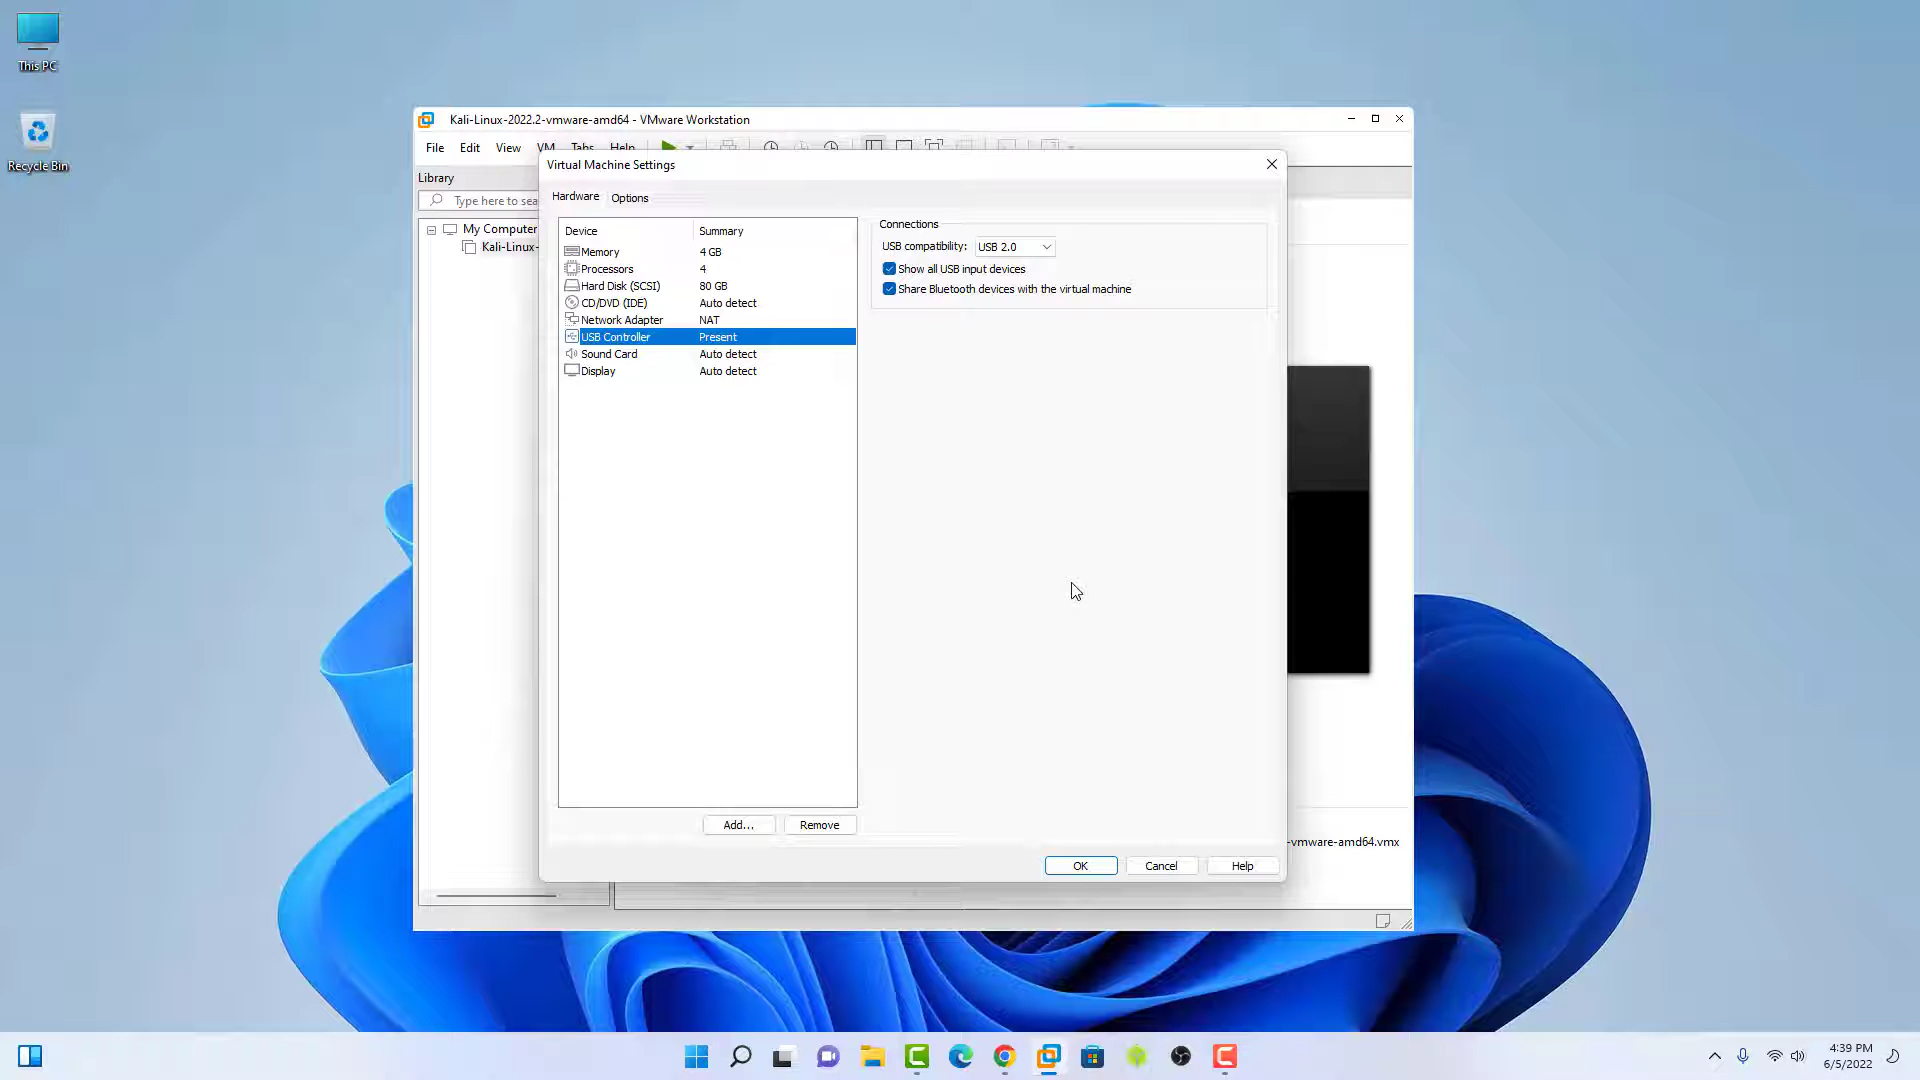 This PC
Recycle Bin
Kali-Linux-2022.2-vmware-amd64 - VMware Workstation
File Edit View VM Tabs Help
Virtual Machine Settings
Library
Hardware Options
Type here to sea
My Computer
Kali-Linux-
Device Summary
Memory 4 GB
Processors 4
Hard Disk (SCSI) 80 GB
CD/DVD (IDE) Auto detect
Network Adapter NAT
USB Controller Present
Sound Card Auto detect
Display Auto detect
Connections
USB compatibility: USB 2.0
Show all USB input devices
Share Bluetooth devices with the virtual machine
Add... Remove
-vmware-amd64.vmx
OK Cancel Help
4:39 PM
6/5/2022